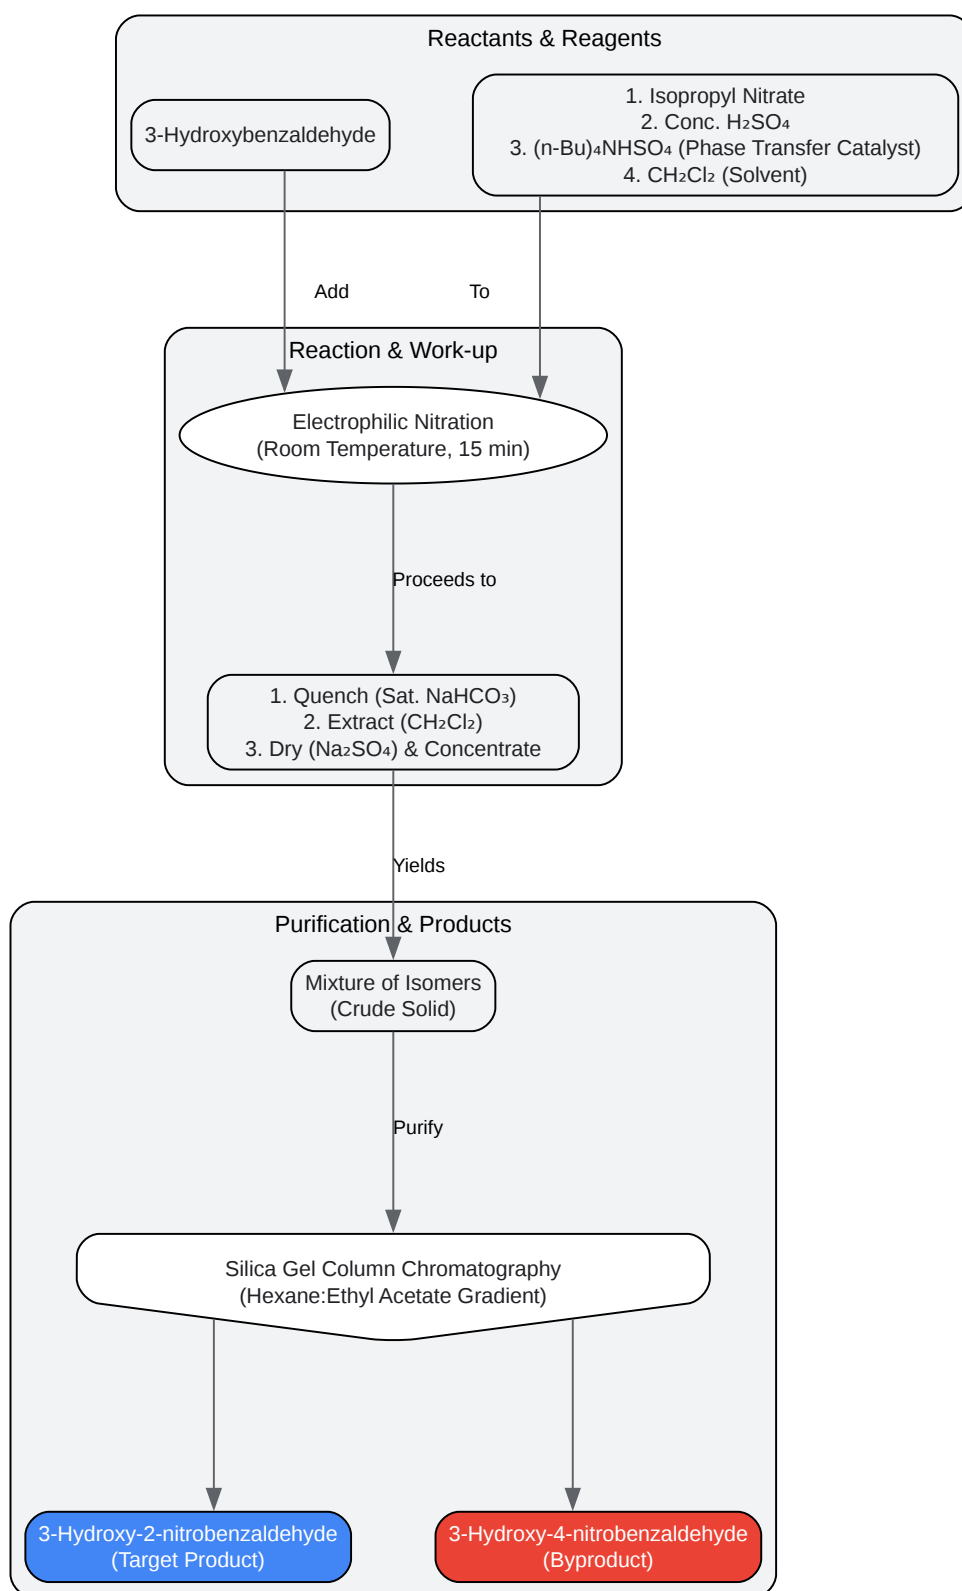 Reactants & Reagents
3-Hydroxybenzaldehyde
1. Isopropyl Nitrate
2. Conc. H₂SO₄
3. (n-Bu)₄NHSO₄ (Phase Transfer Catalyst)
4. CH₂Cl₂ (Solvent)
Add
To
Reaction & Work-up
Electrophilic Nitration
(Room Temperature, 15 min)
Proceeds to
1. Quench (Sat. NaHCO₃)
2. Extract (CH₂Cl₂)
3. Dry (Na₂SO₄) & Concentrate
Yields
Purification & Products
Mixture of Isomers
(Crude Solid)
Purify
Silica Gel Column Chromatography
(Hexane:Ethyl Acetate Gradient)
3-Hydroxy-2-nitrobenzaldehyde
(Target Product)
3-Hydroxy-4-nitrobenzaldehyde
(Byproduct)